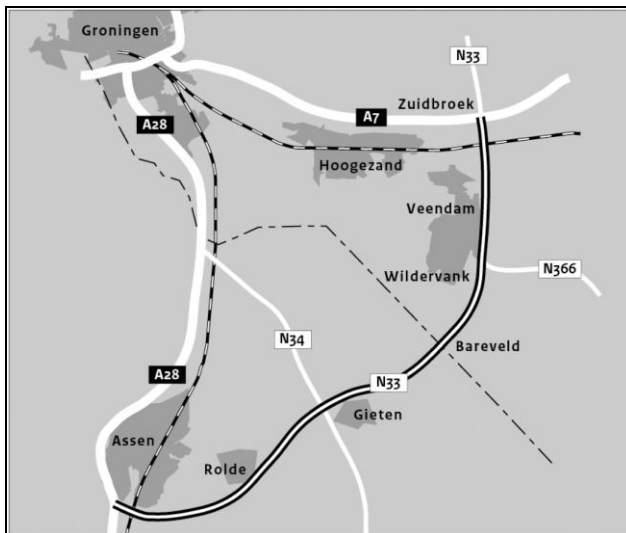 Groningen
N33
Zuidbroek
A7
A28
Hoogezand
Veendam
Wildervank
N366
N34
Bareveld
A28
N33
Gieten
Assen
Rolde